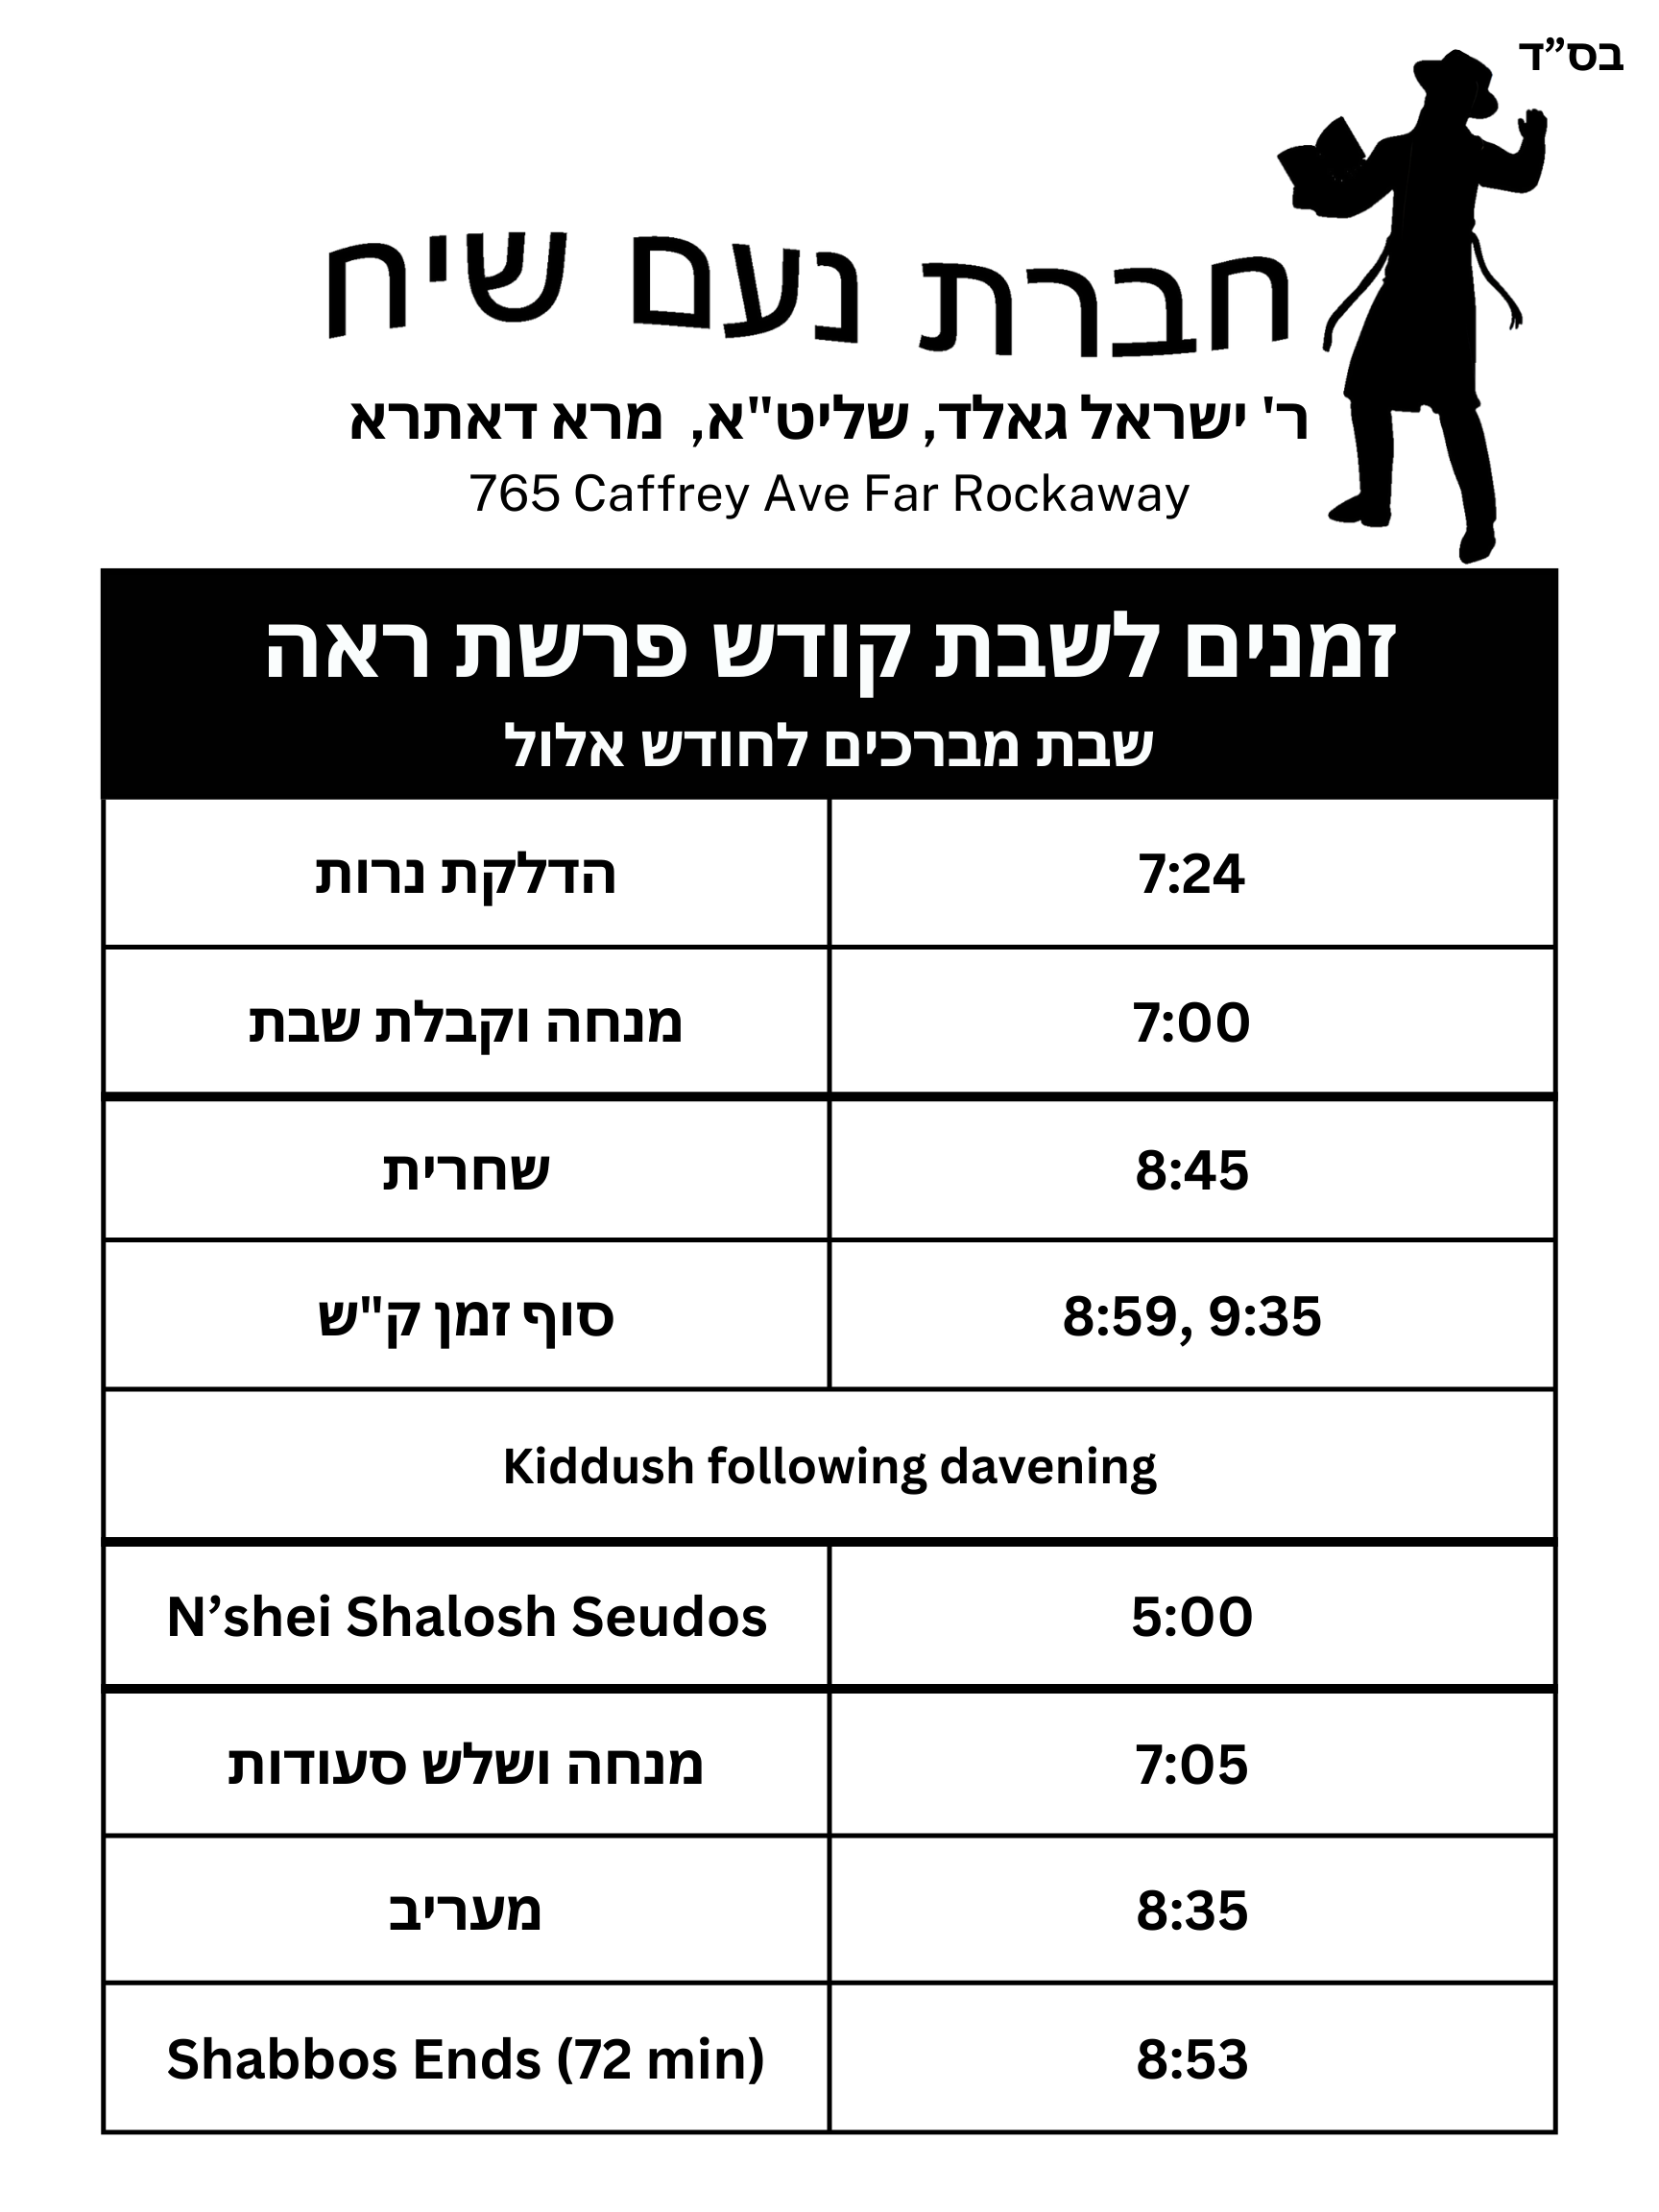 בס”ד
חברת נעם שיח
ר' ישראל גאלד, שליט"א, מרא דאתרא
765 Caffrey Ave Far Rockaway
זמנים לשבת קודש פרשת ראה
שבת מברכים לחודש אלול
הדלקת נרות 7:24
מנחה וקבלת שבת 7:00
שחרית 8:45
סוף זמן ק"ש 8:59, 9:35
Kiddush following davening
N’shei Shalosh Seudos 5:00
מנחה ושלש סעודות 7:05
מעריב 8:35
Shabbos Ends (72 min) 8:53